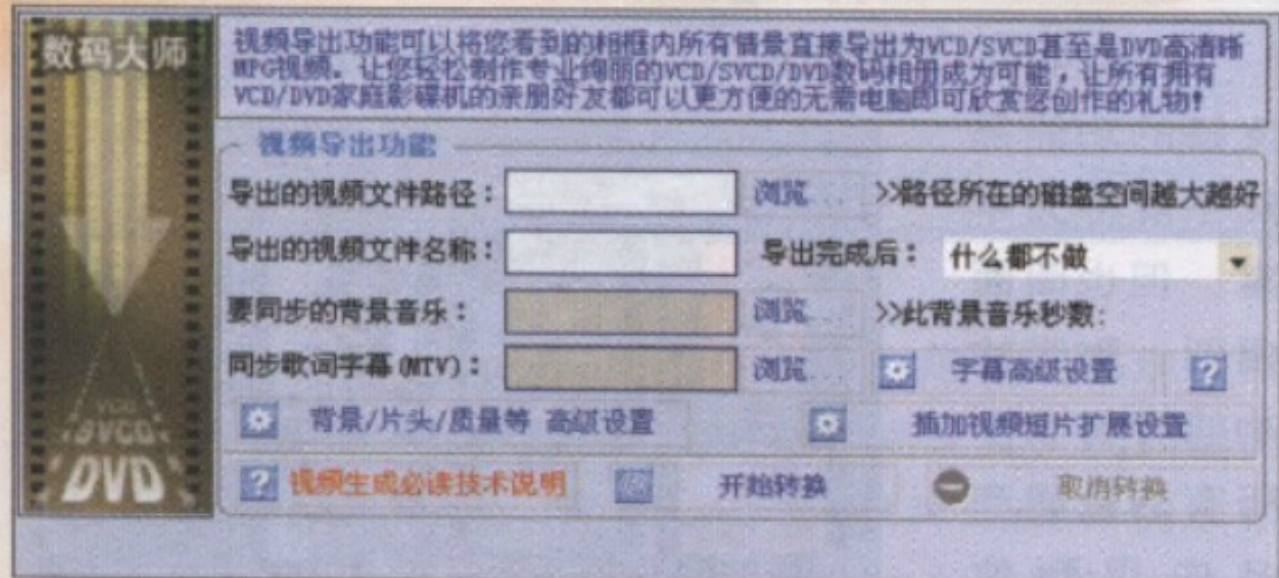 数码大师
视频导出功能可以将您看到的相框内所有情景直接导出为VCD/SVCD甚至是DVD高清晰
MPG视频。让您轻松制作专业绚丽的VCD/SVCD/DVD数码相册成为可能，让所有拥有
VCD/DVD家庭影碟机的亲朋好友都可以更方便的无需电脑即可欣赏您创作的礼物!
视频导出功能
导出的视频文件路径： 浏览... >>路径所在的磁盘空间越大越好
导出的视频文件名称： 导出完成后： 什么都不做
要同步的背景音乐： 浏览... >>此背景音乐秒数:
同步歌词字幕(MTV)： 浏览... 字幕高级设置 ?
背景/片头/质量等 高级设置 插加视频短片扩展设置
? 视频生成必读技术说明 开始转换 取消转换
VCD
SVCD
DVD